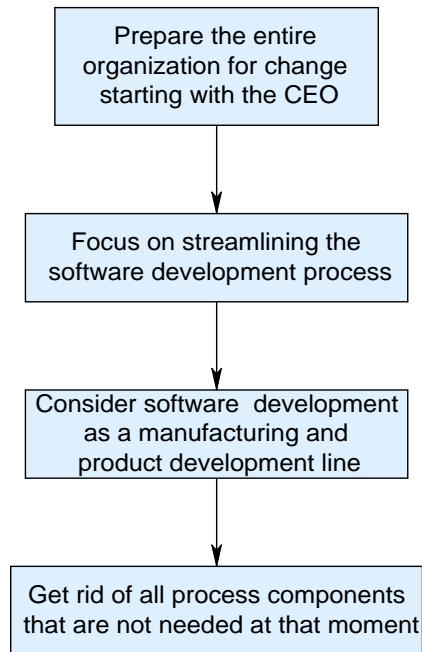 Prepare the entire
organization for change
starting with the CEO
Focus on streamlining the
software development process
Consider software development
as a manufacturing and
product development line
Get rid of all process components
that are not needed at that moment